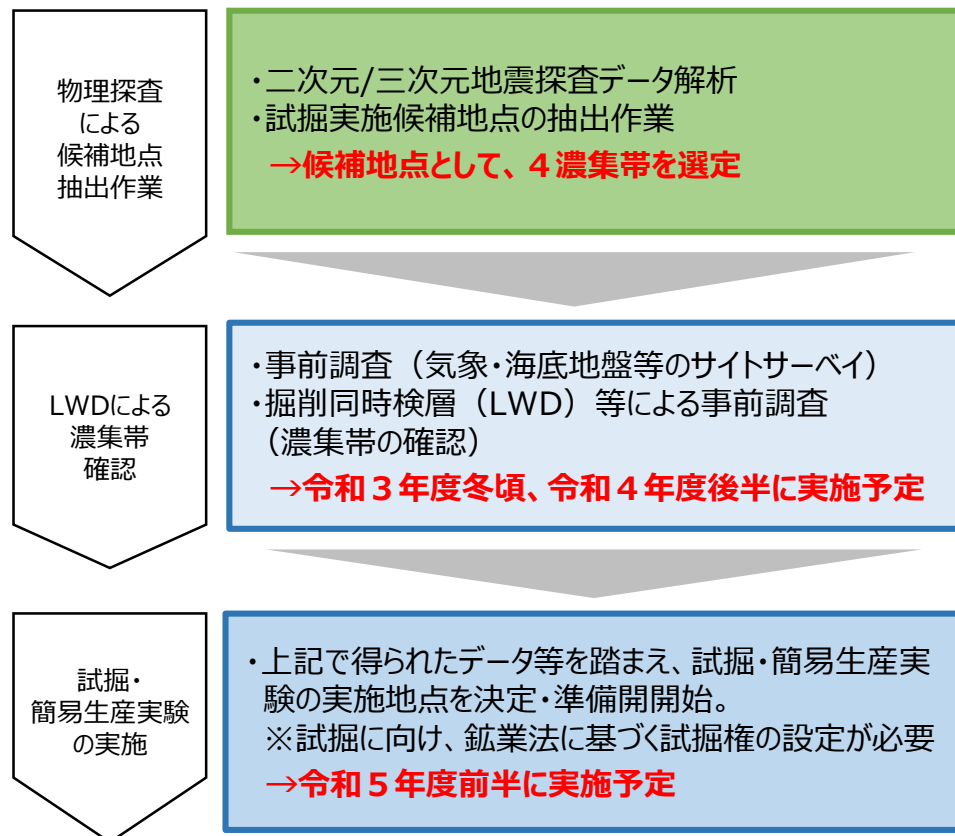 物理探査
による
候補地点
抽出作業
・二次元/三次元地震探査データ解析
・試掘実施候補地点の抽出作業
→候補地点として、４濃集帯を選定
LWDによる
濃集帯
確認
・事前調査（気象・海底地盤等のサイトサーベイ）
・掘削同時検層（LWD）等による事前調査
（濃集帯の確認）
→令和３年度冬頃、令和４年度後半に実施予定
試掘・
簡易生産実験
の実施
・上記で得られたデータ等を踏まえ、試掘・簡易生産実
験の実施地点を決定・準備開開始。
※試掘に向け、鉱業法に基づく試掘権の設定が必要
→令和５年度前半に実施予定